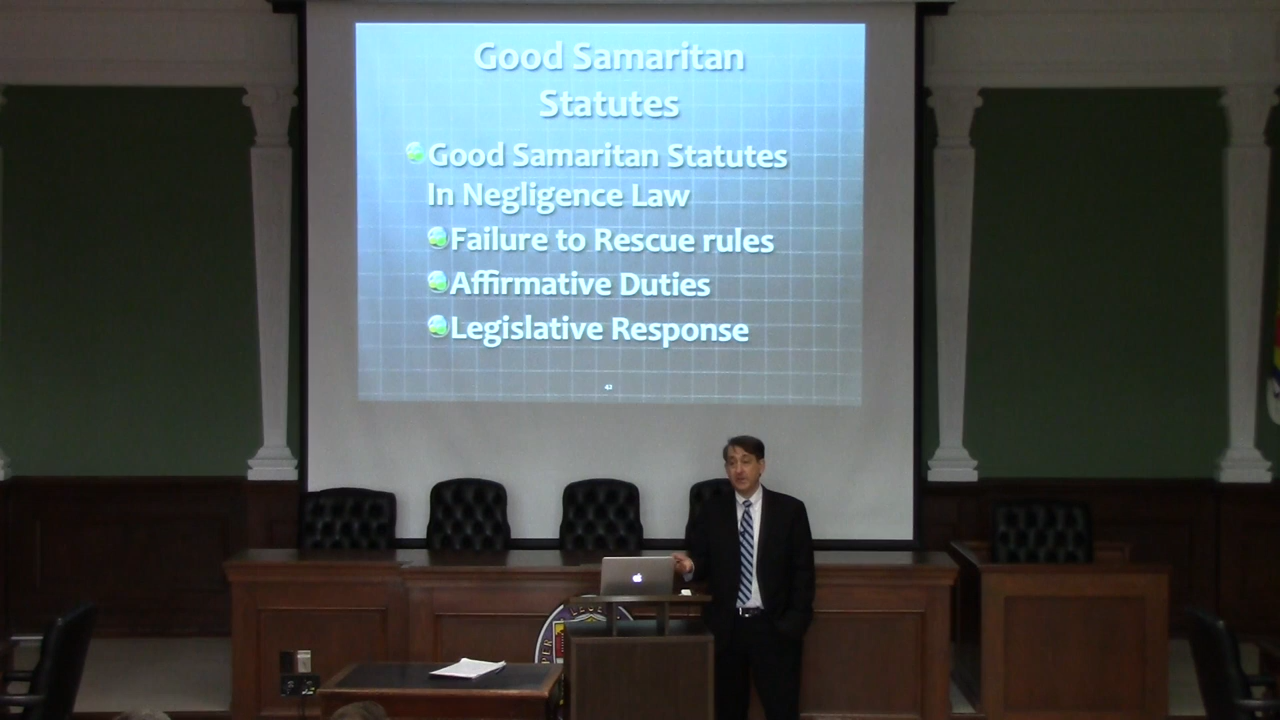 Good Samaritan
Statutes
Good Samaritan Statutes
In Negligence Law
Failure to Rescue rules
Affirmative Duties
Legislative Response